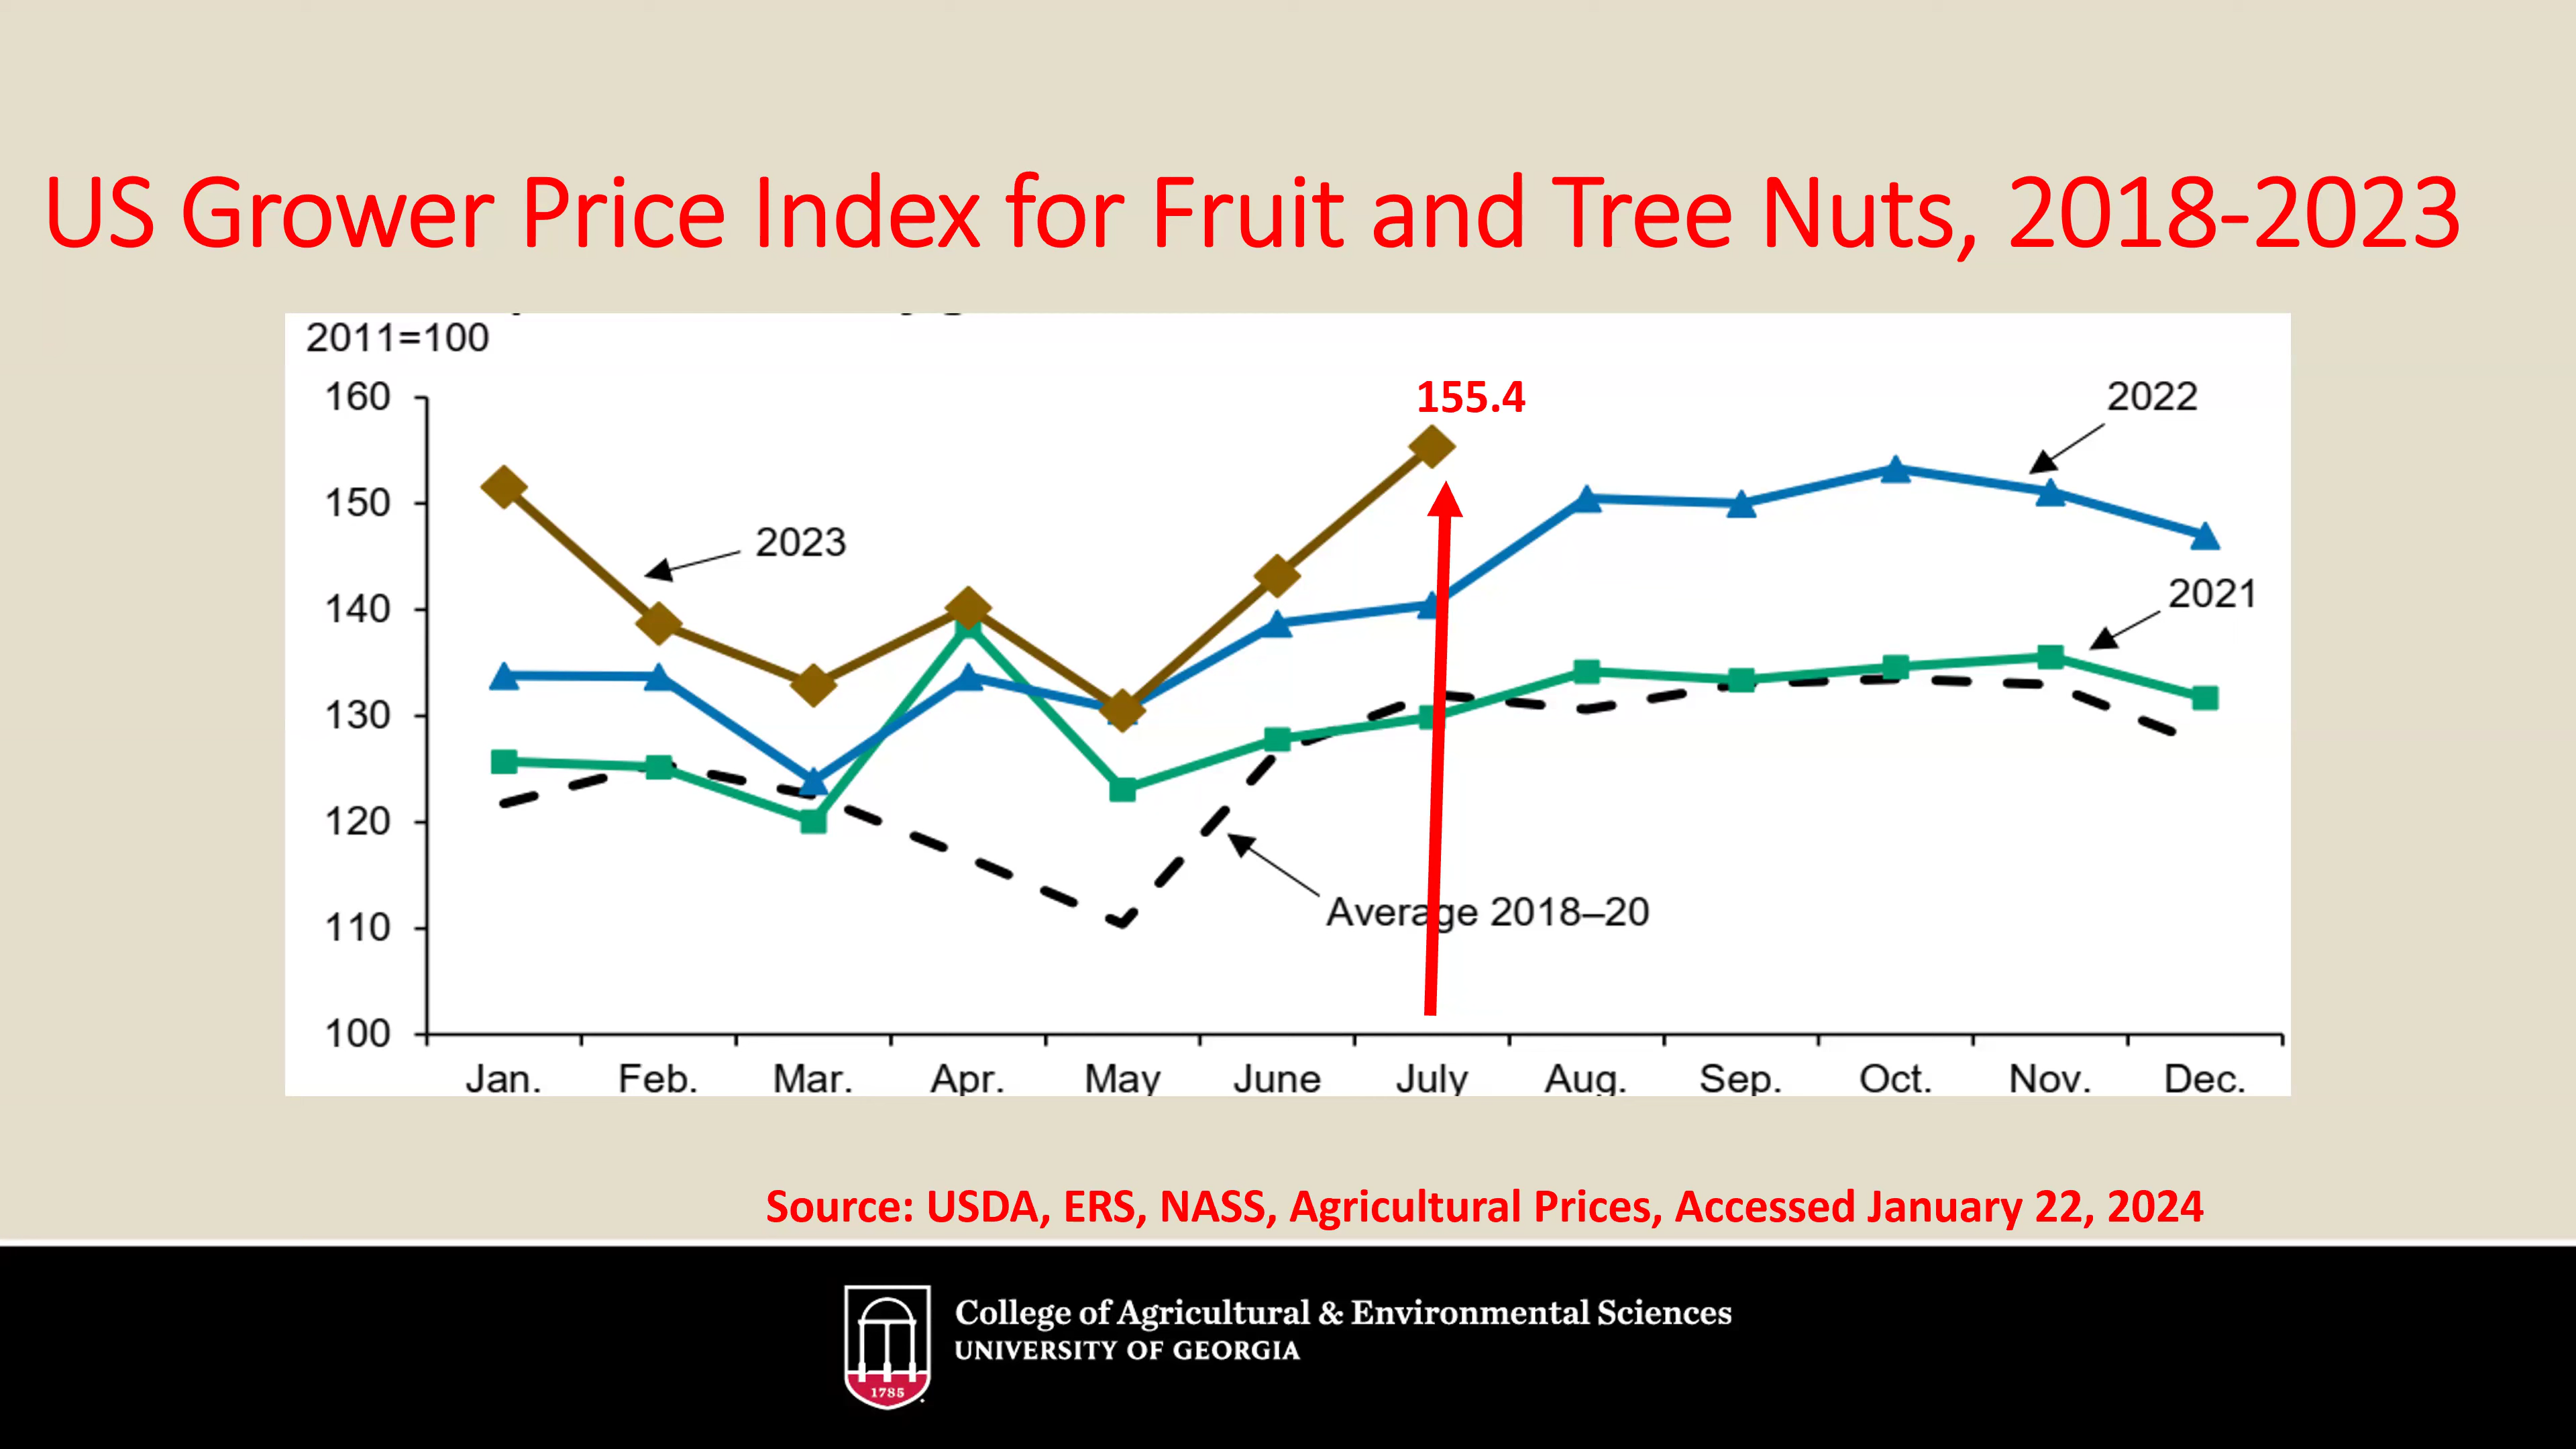 US Grower Price Index for Fruit and Tree Nuts, 2018-2023
2011=100
160
150
140
130
120
110
100
155.4
2022
2023
2021
Average 2018–20
Jan. Feb. Mar. Apr. May June July Aug. Sep. Oct. Nov. Dec.
Source: USDA, ERS, NASS, Agricultural Prices, Accessed January 22, 2024
College of Agricultural & Environmental Sciences
UNIVERSITY OF GEORGIA
1785